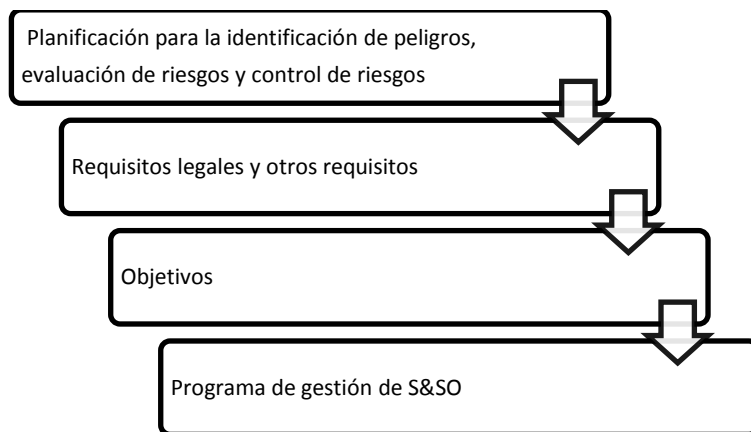 Planificación para la identificación de peligros,
evaluación de riesgos y control de riesgos
Requisitos legales y otros requisitos
Objetivos
Programa de gestión de S&SO